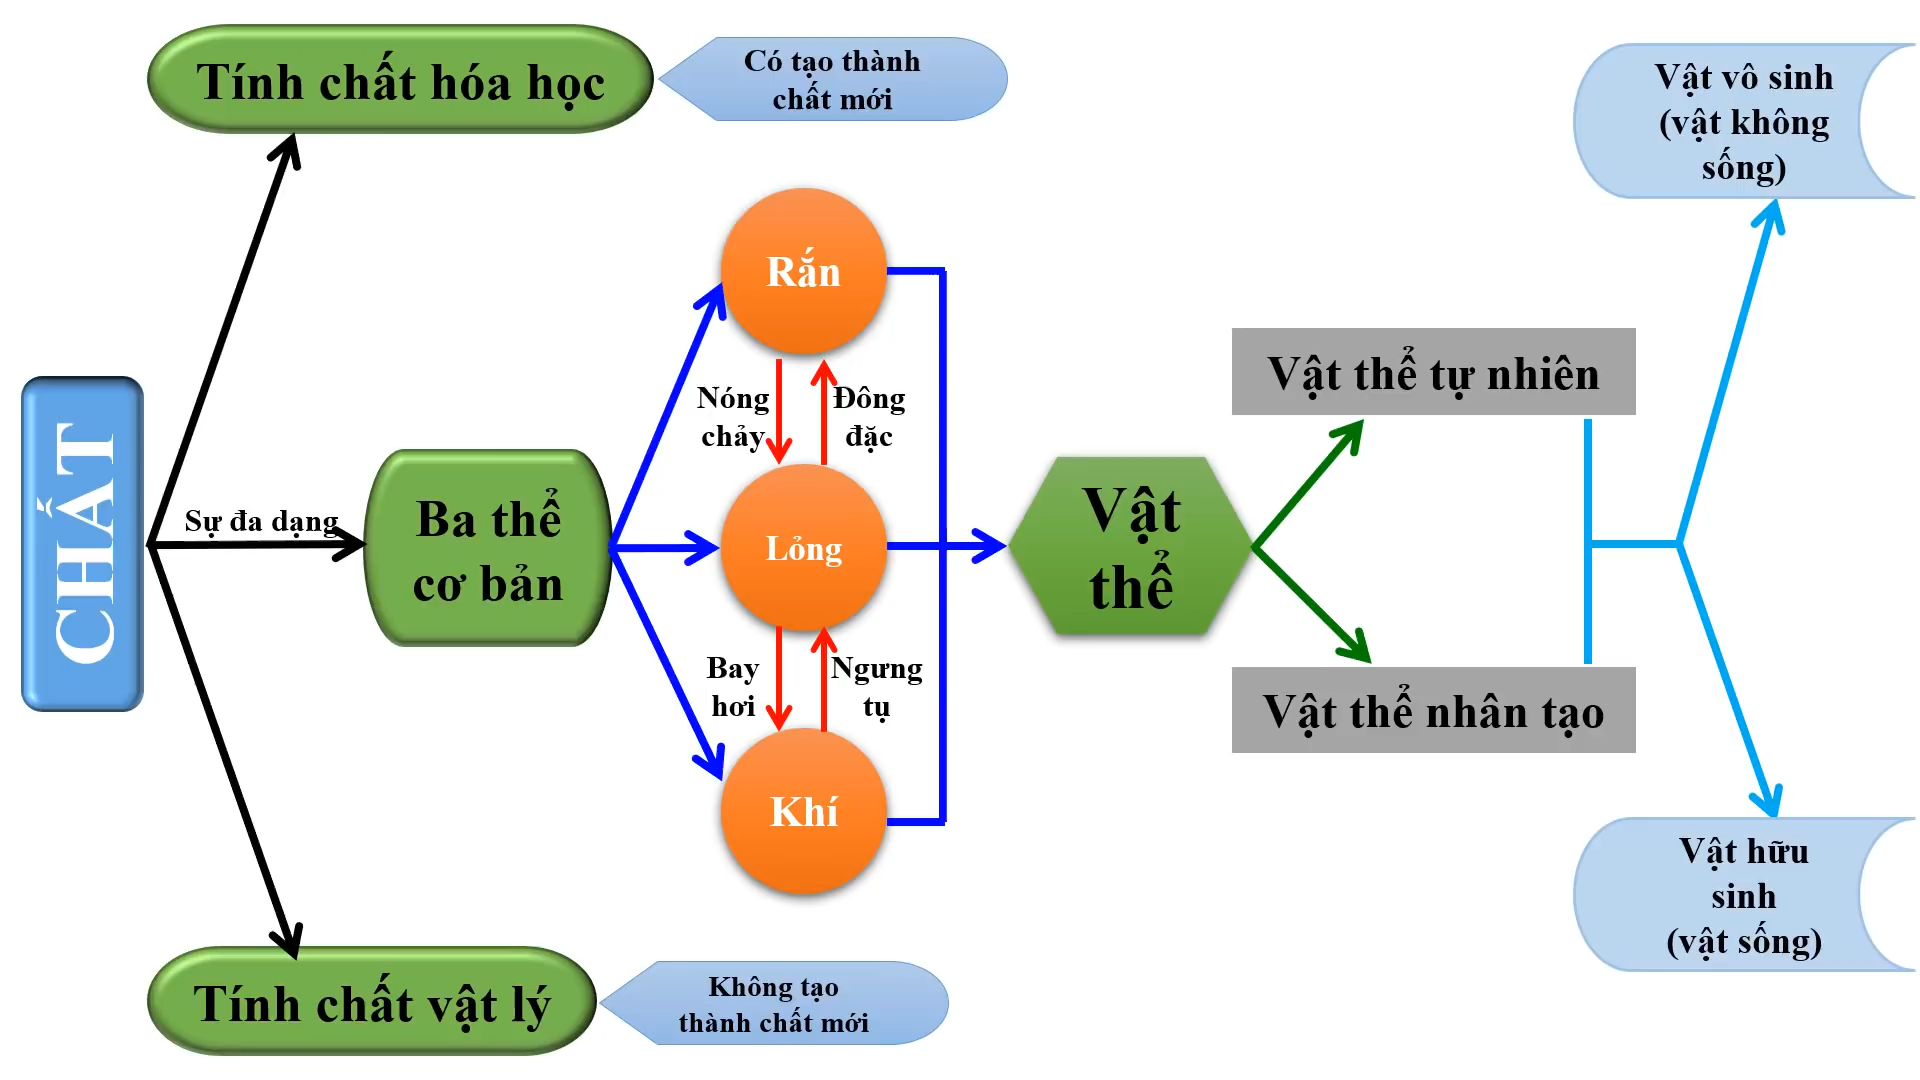 CHẤT
Tính chất hóa học
Có tạo thành
chất mới
Sự đa dạng
Ba thể
cơ bản
Rắn
Nóng
chảy
Đông
đặc
Lỏng
Bay
hơi
Ngưng
tụ
Khí
Tính chất vật lý
Không tạo
thành chất mới
Vật
thể
Vật thể tự nhiên
Vật thể nhân tạo
Vật vô sinh
(vật không
sống)
Vật hữu
sinh
(vật sống)